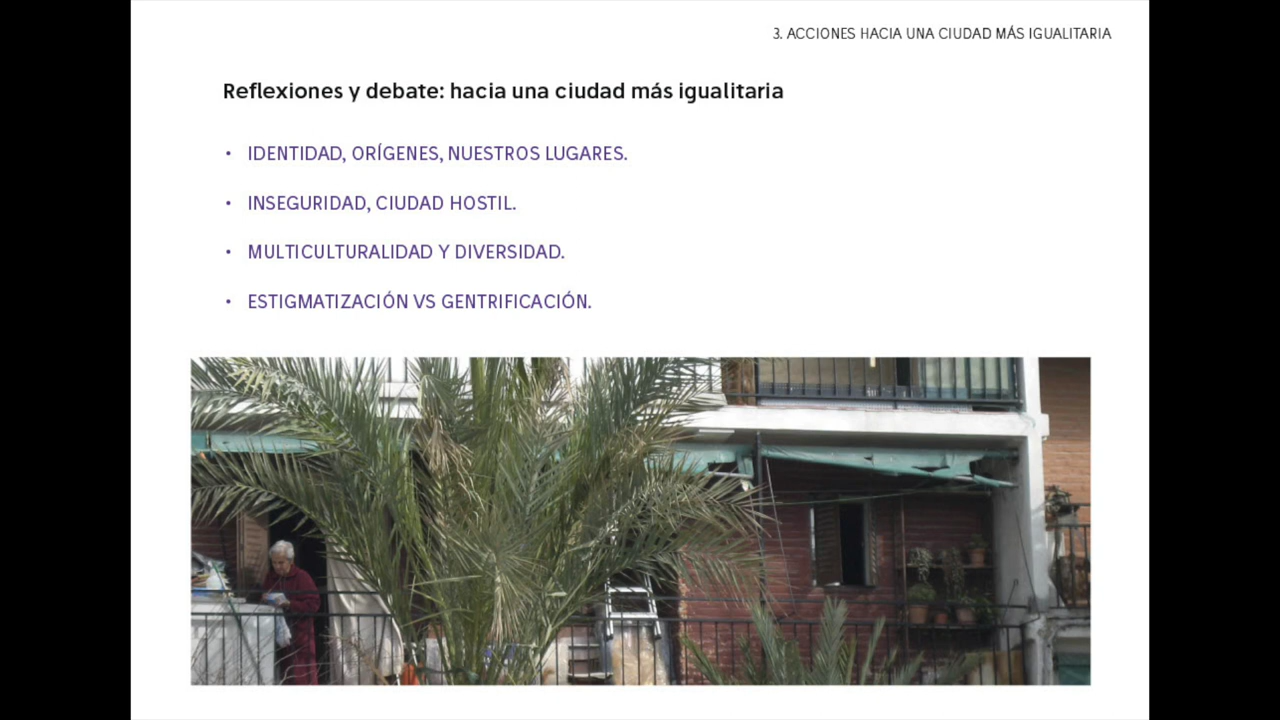 3. ACCIONES HACIA UNA CIUDAD MÁS IGUALITARIA
Reflexiones y debate: hacia una ciudad más igualitaria
• IDENTIDAD, ORÍGENES, NUESTROS LUGARES.
• INSEGURIDAD, CIUDAD HOSTIL.
• MULTICULTURALIDAD Y DIVERSIDAD.
• ESTIGMATIZACIÓN VS GENTRIFICACIÓN.